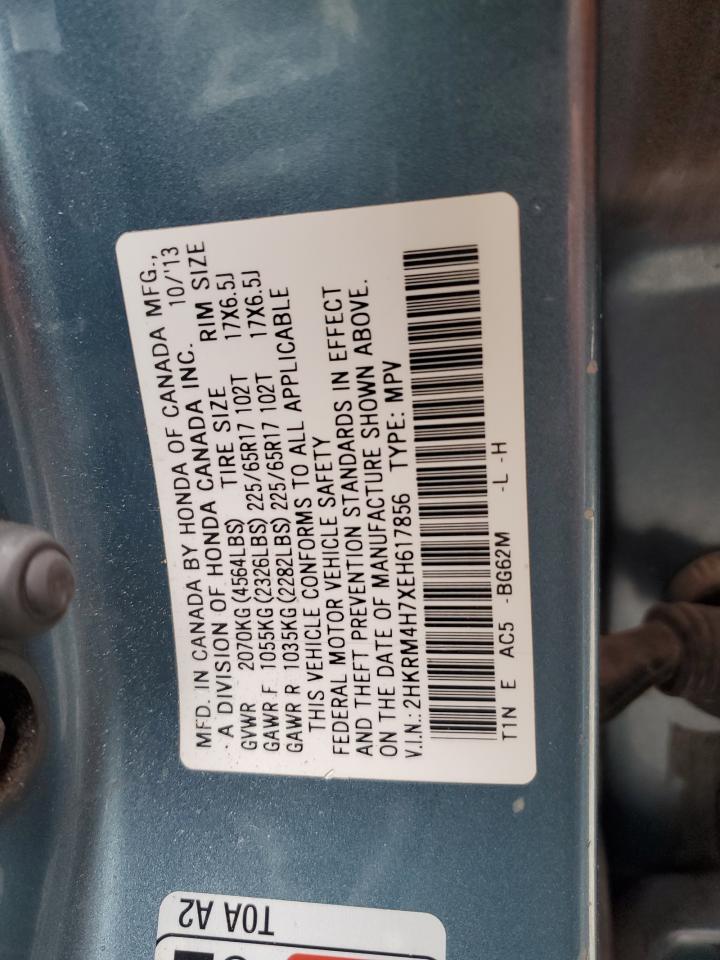 MFD. IN CANADA BY HONDA OF CANADA MFG.,
A DIVISION OF HONDA CANADA INC. 10/'13
GVWR 2070KG (4564LBS) TIRE SIZE RIM SIZE
GAWR F 1055KG (2326LBS) 225/65R17 102T 17X6.5J
GAWR R 1035KG (2282LBS) 225/65R17 102T 17X6.5J
THIS VEHICLE CONFORMS TO ALL APPLICABLE
FEDERAL MOTOR VEHICLE SAFETY
AND THEFT PREVENTION STANDARDS IN EFFECT
ON THE DATE OF MANUFACTURE SHOWN ABOVE.
V.I.N.: 2HKRM4H7XEH617856 TYPE: MPV
T1N E AC5 -BG62M -L -H
T0A A2